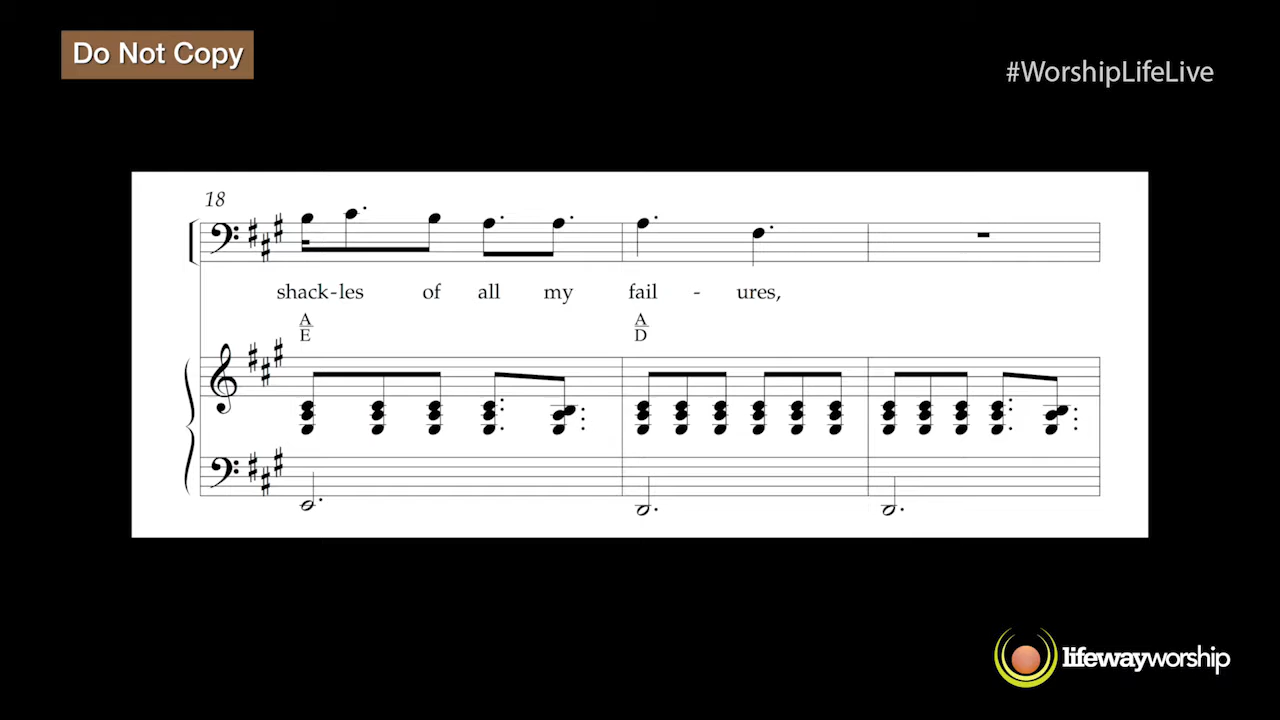 Do Not Copy
#WorshipLifeLive
18
shack-les of all my fail - ures,
A A
E D
lifewayworship